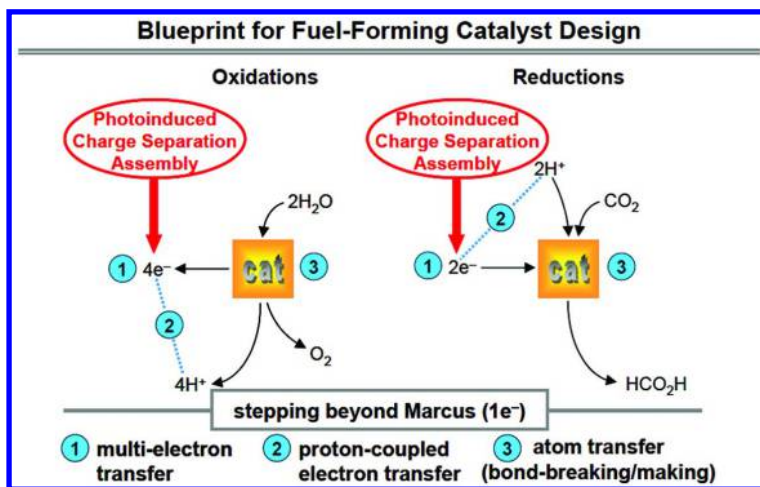 Blueprint for Fuel-Forming Catalyst Design
Oxidations
Photoinduced
Charge Separation
Assembly
2H₂O
1 4e⁻
cat 3
2
4H⁺
O₂
Reductions
Photoinduced
Charge Separation
Assembly
2H⁺
CO₂
2
1 2e⁻
cat 3
HCO₂H
stepping beyond Marcus (1e⁻)
1 multi-electron
transfer
2 proton-coupled
electron transfer
3 atom transfer
(bond-breaking/making)